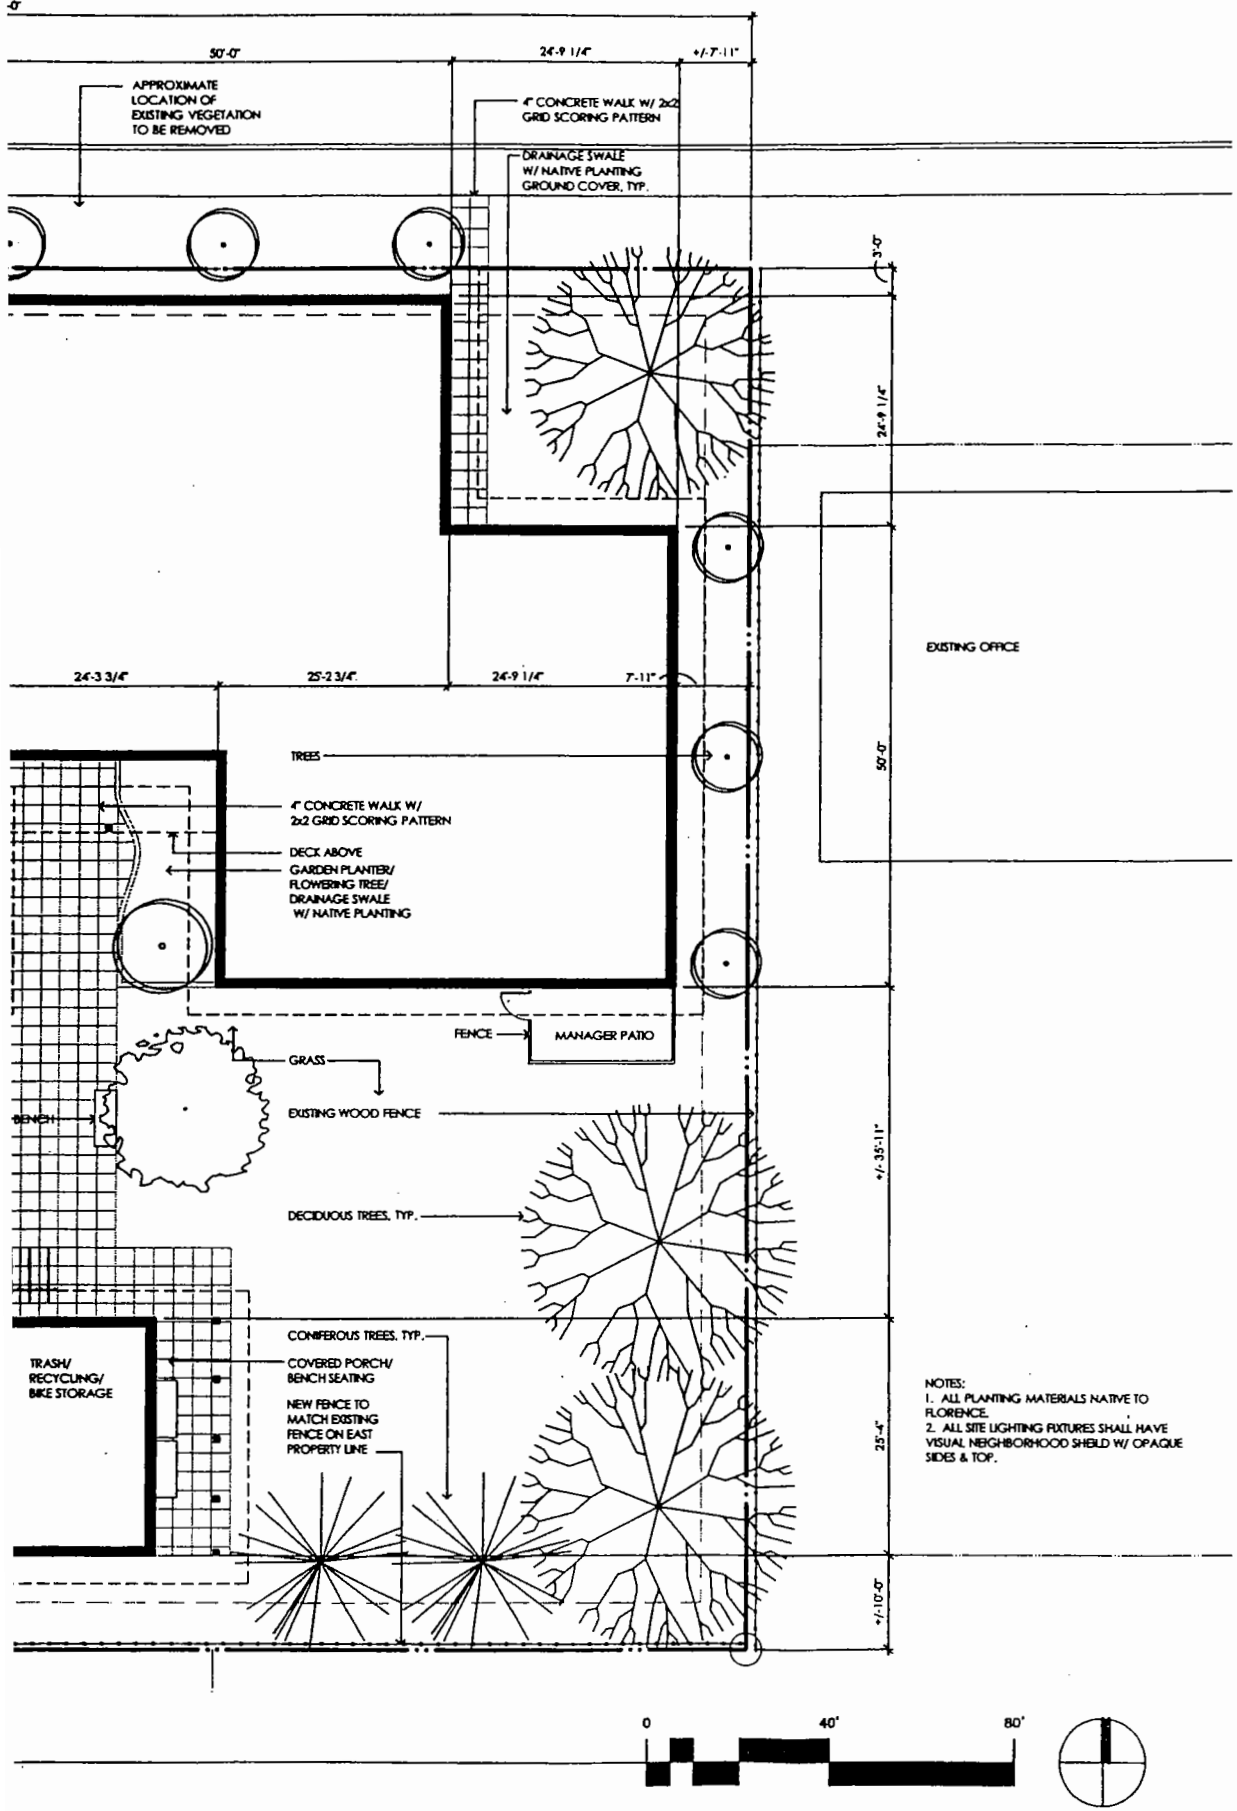 -0"
50'-0"
24'-9 1/4"
+/-7'-11"
APPROXIMATE
LOCATION OF
EXISTING VEGETATION
TO BE REMOVED
4" CONCRETE WALK W/ 2x2
GRID SCORING PATTERN
DRAINAGE SWALE
W/ NATIVE PLANTING
GROUND COVER, TYP.
3'-0"
24'-9 1/4"
EXISTING OFFICE
24'-3 3/4"
25'-2 3/4"
24'-9 1/4"
7'-11"
50'-0"
TREES
4" CONCRETE WALK W/
2x2 GRID SCORING PATTERN
DECK ABOVE
GARDEN PLANTER/
FLOWERING TREE/
DRAINAGE SWALE
W/ NATIVE PLANTING
FENCE
MANAGER PATIO
GRASS
BENCH
EXISTING WOOD FENCE
+/- 35'-11"
DECIDUOUS TREES, TYP.
CONIFEROUS TREES, TYP.
TRASH/
RECYCLING/
BIKE STORAGE
COVERED PORCH/
BENCH SEATING
NEW FENCE TO
MATCH EXISTING
FENCE ON EAST
PROPERTY LINE
25'-4"
NOTES:
1. ALL PLANTING MATERIALS NATIVE TO
FLORENCE.
2. ALL SITE LIGHTING FIXTURES SHALL HAVE
VISUAL NEIGHBORHOOD SHEILD W/ OPAQUE
SIDES & TOP.
+/-10'-0"
0
40'
80'